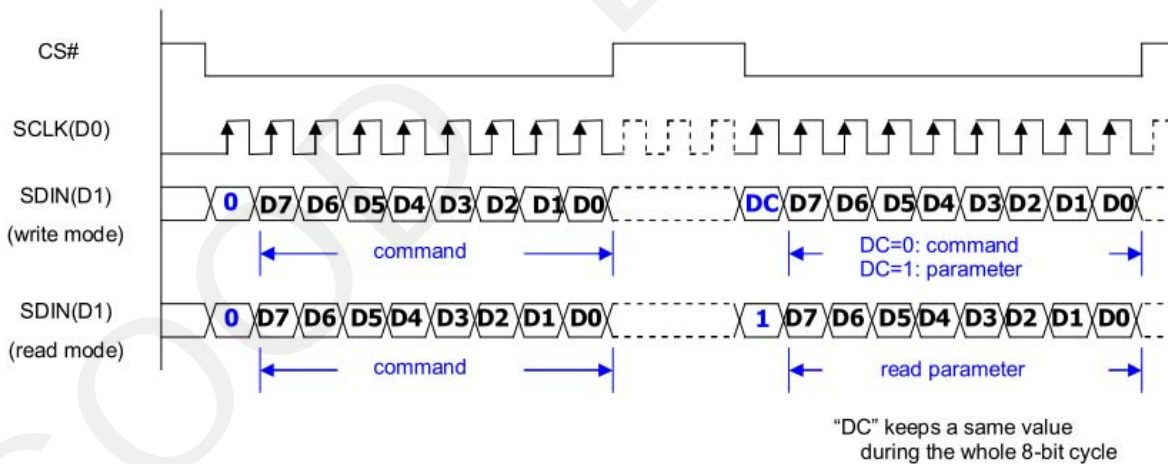 CS#
SCLK(D0)
SDIN(D1) 0 D7 D6 D5 D4 D3 D2 D1 D0 DC D7 D6 D5 D4 D3 D2 D1 D0
(write mode) command DC=0: command
DC=1: parameter
SDIN(D1) 0 D7 D6 D5 D4 D3 D2 D1 D0 1 D7 D6 D5 D4 D3 D2 D1 D0
(read mode) command read parameter
“DC” keeps a same value
during the whole 8-bit cycle